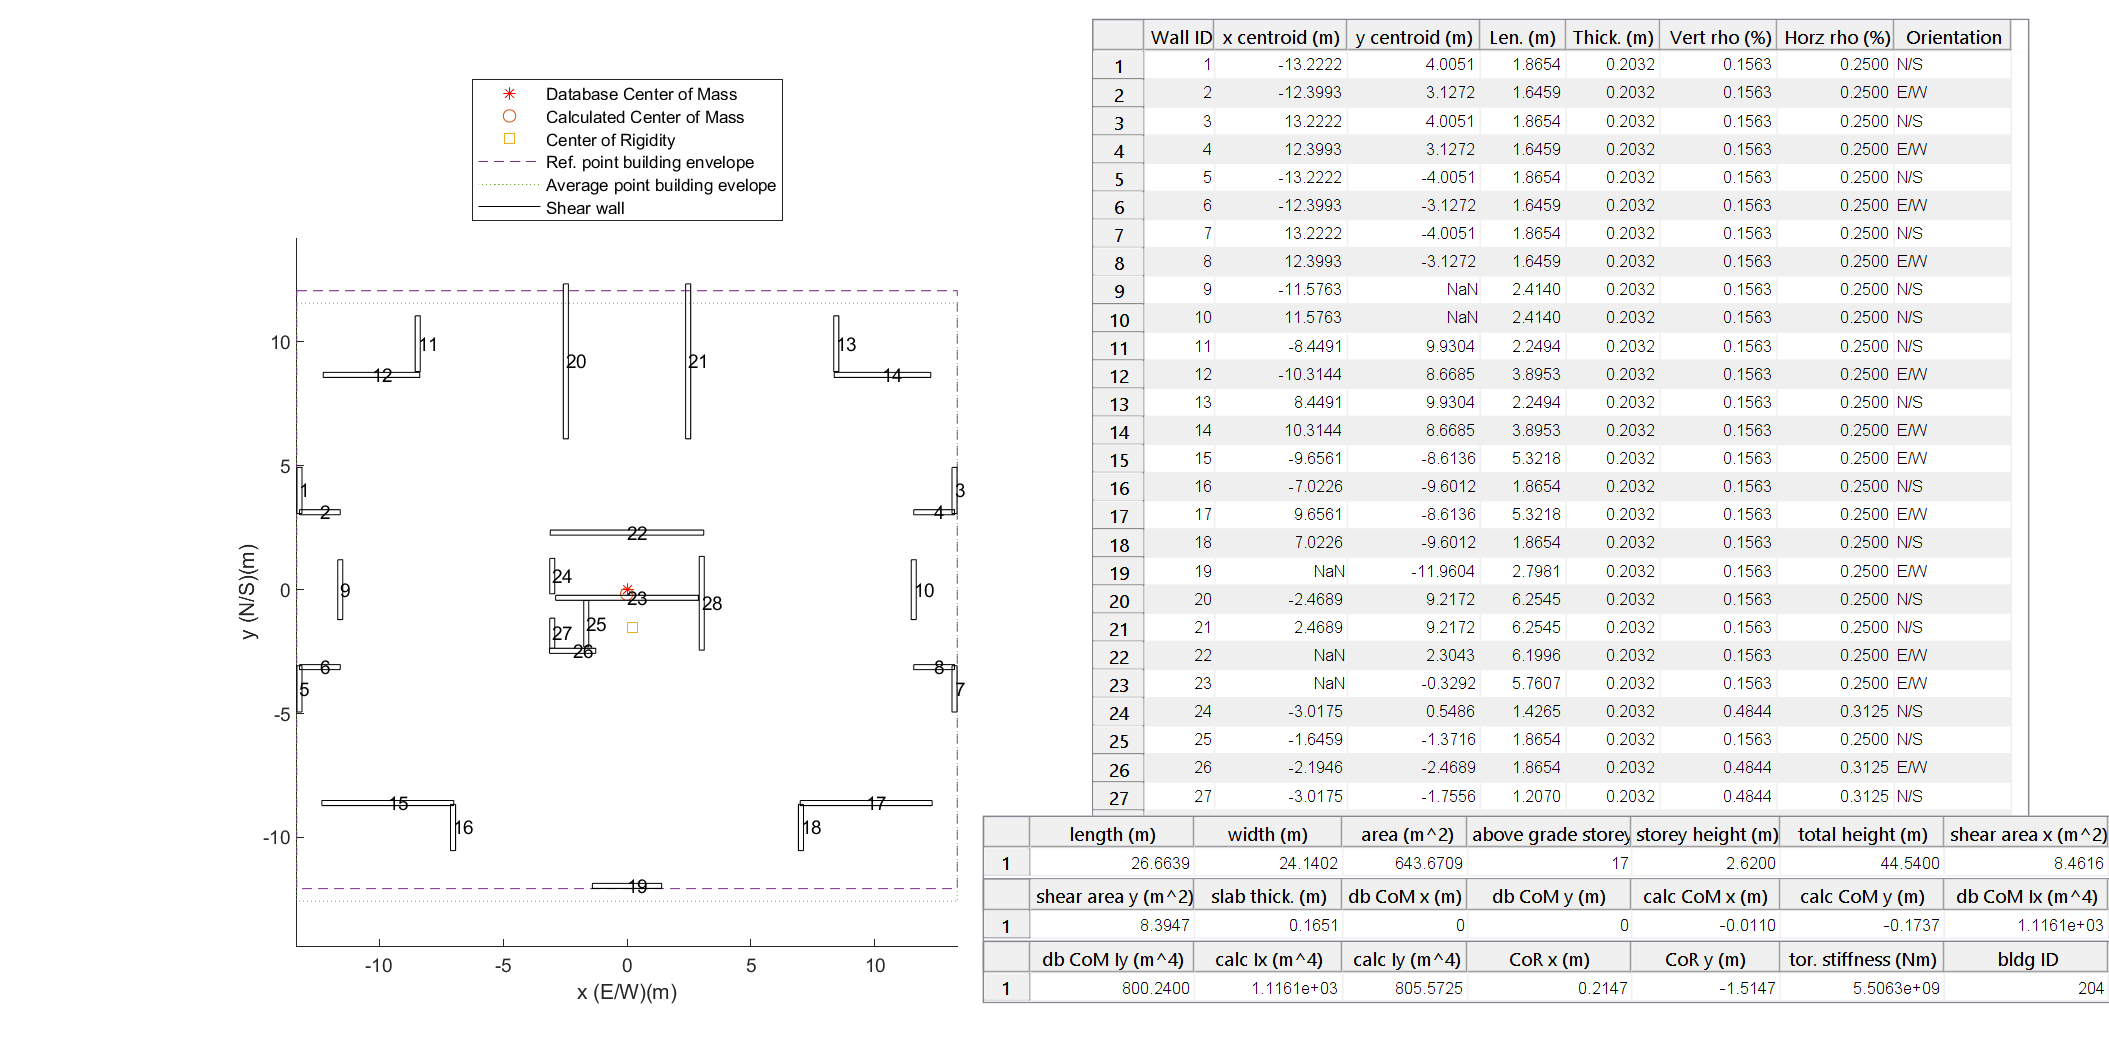 Database Center of Mass
Calculated Center of Mass
Center of Rigidity
Ref. point building envelope
Average point building evelope
Shear wall
10
5
0
-5
-10
y (N/S)(m)
-10 -5 0 5 10
x (E/W)(m)
11
12
13
14
20
21
1
2
3
4
22
9
24
23
28
10
25
27
26
6
5
8
7
15
16
17
18
19
Wall ID x centroid (m) y centroid (m) Len. (m) Thick. (m) Vert rho (%) Horz rho (%) Orientation
1 1 -13.2222 4.0051 1.8654 0.2032 0.1563 0.2500 N/S
2 2 -12.3993 3.1272 1.6459 0.2032 0.1563 0.2500 E/W
3 3 13.2222 4.0051 1.8654 0.2032 0.1563 0.2500 N/S
4 4 12.3993 3.1272 1.6459 0.2032 0.1563 0.2500 E/W
5 5 -13.2222 -4.0051 1.8654 0.2032 0.1563 0.2500 N/S
6 6 -12.3993 -3.1272 1.6459 0.2032 0.1563 0.2500 E/W
7 7 13.2222 -4.0051 1.8654 0.2032 0.1563 0.2500 N/S
8 8 12.3993 -3.1272 1.6459 0.2032 0.1563 0.2500 E/W
9 9 -11.5763 NaN 2.4140 0.2032 0.1563 0.2500 N/S
10 10 11.5763 NaN 2.4140 0.2032 0.1563 0.2500 N/S
11 11 -8.4491 9.9304 2.2494 0.2032 0.1563 0.2500 N/S
12 12 -10.3144 8.6685 3.8953 0.2032 0.1563 0.2500 E/W
13 13 8.4491 9.9304 2.2494 0.2032 0.1563 0.2500 N/S
14 14 10.3144 8.6685 3.8953 0.2032 0.1563 0.2500 E/W
15 15 -9.6561 -8.6136 5.3218 0.2032 0.1563 0.2500 E/W
16 16 -7.0226 -9.6012 1.8654 0.2032 0.1563 0.2500 N/S
17 17 9.6561 -8.6136 5.3218 0.2032 0.1563 0.2500 E/W
18 18 7.0226 -9.6012 1.8654 0.2032 0.1563 0.2500 N/S
19 19 NaN -11.9604 2.7981 0.2032 0.1563 0.2500 E/W
20 20 -2.4689 9.2172 6.2545 0.2032 0.1563 0.2500 N/S
21 21 2.4689 9.2172 6.2545 0.2032 0.1563 0.2500 N/S
22 22 NaN 2.3043 6.1996 0.2032 0.1563 0.2500 E/W
23 23 NaN -0.3292 5.7607 0.2032 0.1563 0.2500 E/W
24 24 -3.0175 0.5486 1.4265 0.2032 0.4844 0.3125 N/S
25 25 -1.6459 -1.3716 1.8654 0.2032 0.1563 0.2500 N/S
26 26 -2.1946 -2.4689 1.8654 0.2032 0.4844 0.3125 E/W
27 27 -3.0175 -1.7556 1.2070 0.2032 0.4844 0.3125 N/S
length (m) width (m) area (m^2) above grade storey storey height (m) total height (m) shear area x (m^2)
1 26.6639 24.1402 643.6709 17 2.6200 44.5400 8.4616
shear area y (m^2) slab thick. (m) db CoM x (m) db CoM y (m) calc CoM x (m) calc CoM y (m) db CoM Ix (m^4)
1 8.3947 0.1651 0 0 -0.0110 -0.1737 1.1161e+03
db CoM Iy (m^4) calc Ix (m^4) calc Iy (m^4) CoR x (m) CoR y (m) tor. stiffness (Nm) bldg ID
1 800.2400 1.1161e+03 805.5725 0.2147 -1.5147 5.5063e+09 204